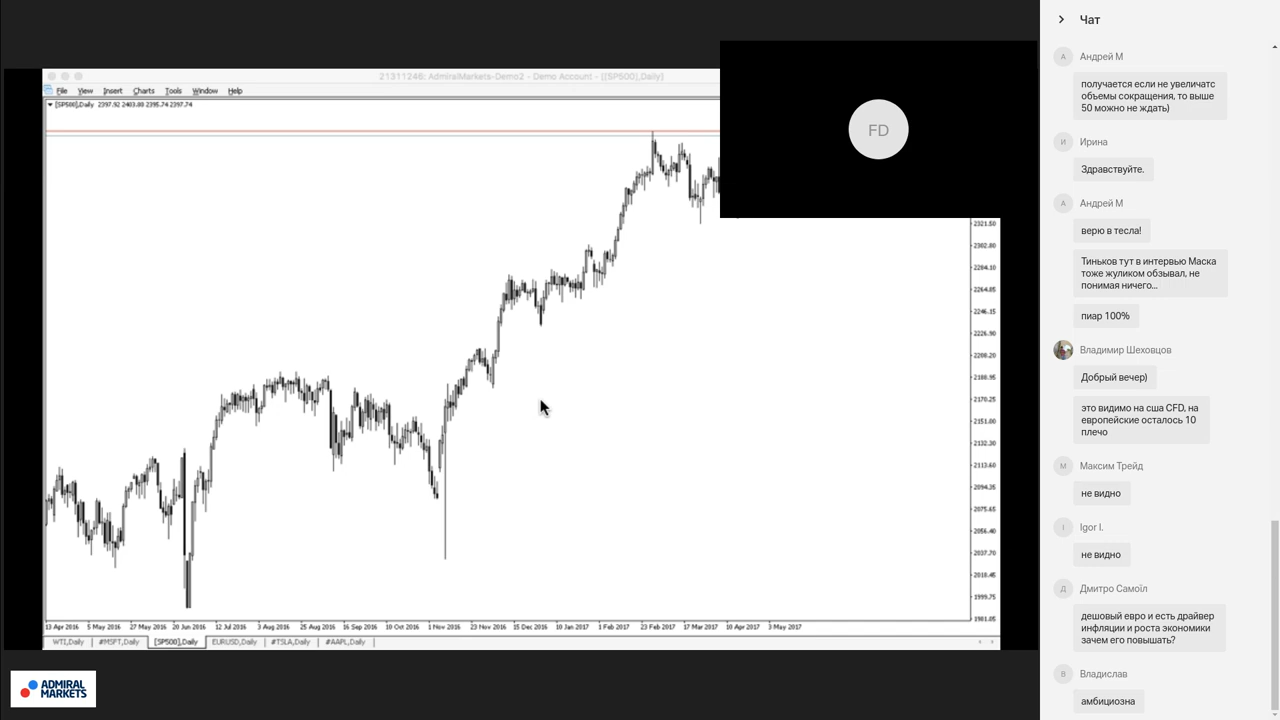 21311246: AdmiralMarkets-Demo2 - Demo Account - [[SP500],Daily]
File View Insert Charts Tools Window Help
[SP500],Daily 2397.92 2403.80 2395.74 2397.74
FD
2321.50
2302.80
2284.10
2264.85
2246.15
2226.90
2208.20
2188.95
2170.25
2151.00
2132.30
2113.60
2094.35
2075.65
2056.40
2037.70
2018.45
1999.75
1981.05
13 Apr 2016 5 May 2016 27 May 2016 20 Jun 2016 12 Jul 2016 3 Aug 2016 25 Aug 2016 16 Sep 2016 10 Oct 2016 1 Nov 2016 23 Nov 2016 15 Dec 2016 10 Jan 2017 1 Feb 2017 23 Feb 2017 17 Mar 2017 10 Apr 2017 3 May 2017
WTI,Daily #MSFT,Daily [SP500],Daily EURUSD,Daily #TSLA,Daily #AAPL,Daily
ADMIRAL
MARKETS
Чат
А Андрей М
получается если не увеличатс
объемы сокращения, то выше
50 можно не ждать)
И Ирина
Здравствуйте.
А Андрей М
верю в тесла!
Тиньков тут в интервью Маска
тоже жуликом обзывал, не
понимая ничего...
пиар 100%
Владимир Шеховцов
Добрый вечер)
это видимо на сша CFD, на
европейские осталось 10
плечо
М Максим Трейд
не видно
I Igor I.
не видно
Д Дмитро Самоїл
дешовый евро и есть драйвер
инфляции и роста экономики
зачем его повышать?
В Владислав
амбициозна